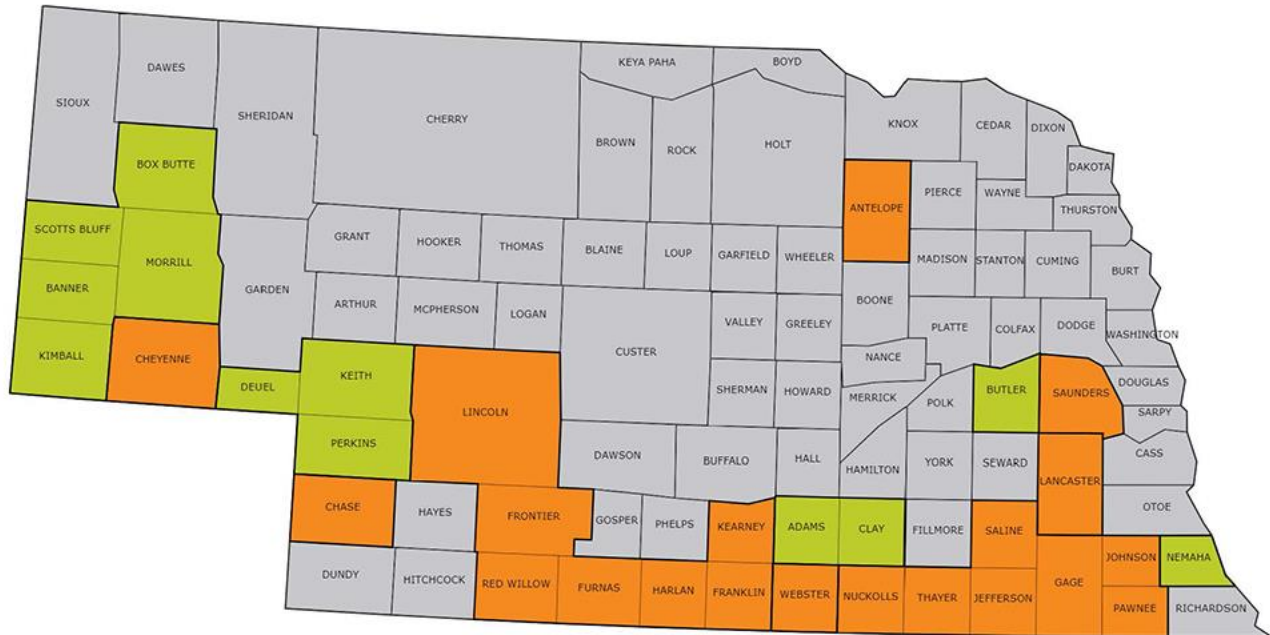 KEYA PAHA
BOYD
DAWES
SIOUX
SHERIDAN
CHERRY
BROWN
ROCK
HOLT
KNOX
CEDAR
DIXON
DAKOTA
BOX BUTTE
ANTELOPE
PIERCE
WAYNE
THURSTON
SCOTTS BLUFF
MORRILL
BANNER
GARDEN
GRANT
HOOKER
THOMAS
BLAINE
LOUP
GARFIELD
WHEELER
MADISON
STANTON
CUMING
BURT
ARTHUR
MCPHERSON
LOGAN
CUSTER
VALLEY
GREELEY
BOONE
PLATTE
COLFAX
DODGE
WASHINGTON
KIMBALL
CHEYENNE
DEUEL
KEITH
LINCOLN
SHERMAN
HOWARD
NANCE
MERRICK
POLK
BUTLER
SAUNDERS
DOUGLAS
SARPY
PERKINS
DAWSON
BUFFALO
HALL
HAMILTON
YORK
SEWARD
LANCASTER
CASS
OTOE
CHASE
HAYES
FRONTIER
GOSPER
PHELPS
KEARNEY
ADAMS
CLAY
FILLMORE
SALINE
DUNDY
HITCHCOCK
RED WILLOW
FURNAS
HARLAN
FRANKLIN
WEBSTER
NUCKOLLS
THAYER
JEFFERSON
GAGE
JOHNSON
NEMAHA
PAWNEE
RICHARDSON